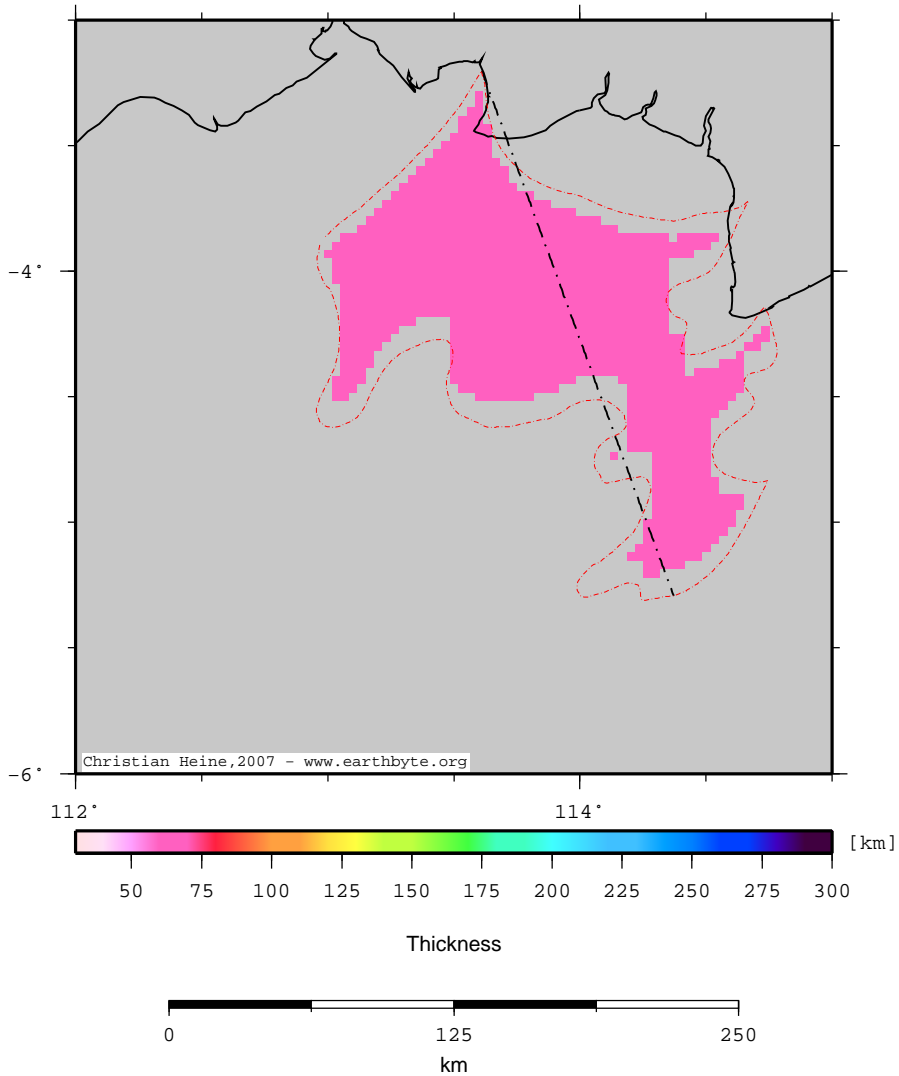 -4°
-6°
Christian Heine,2007 - www.earthbyte.org
112° 114°
[km]
50 75 100 125 150 175 200 225 250 275 300
Thickness
0 125 250
km